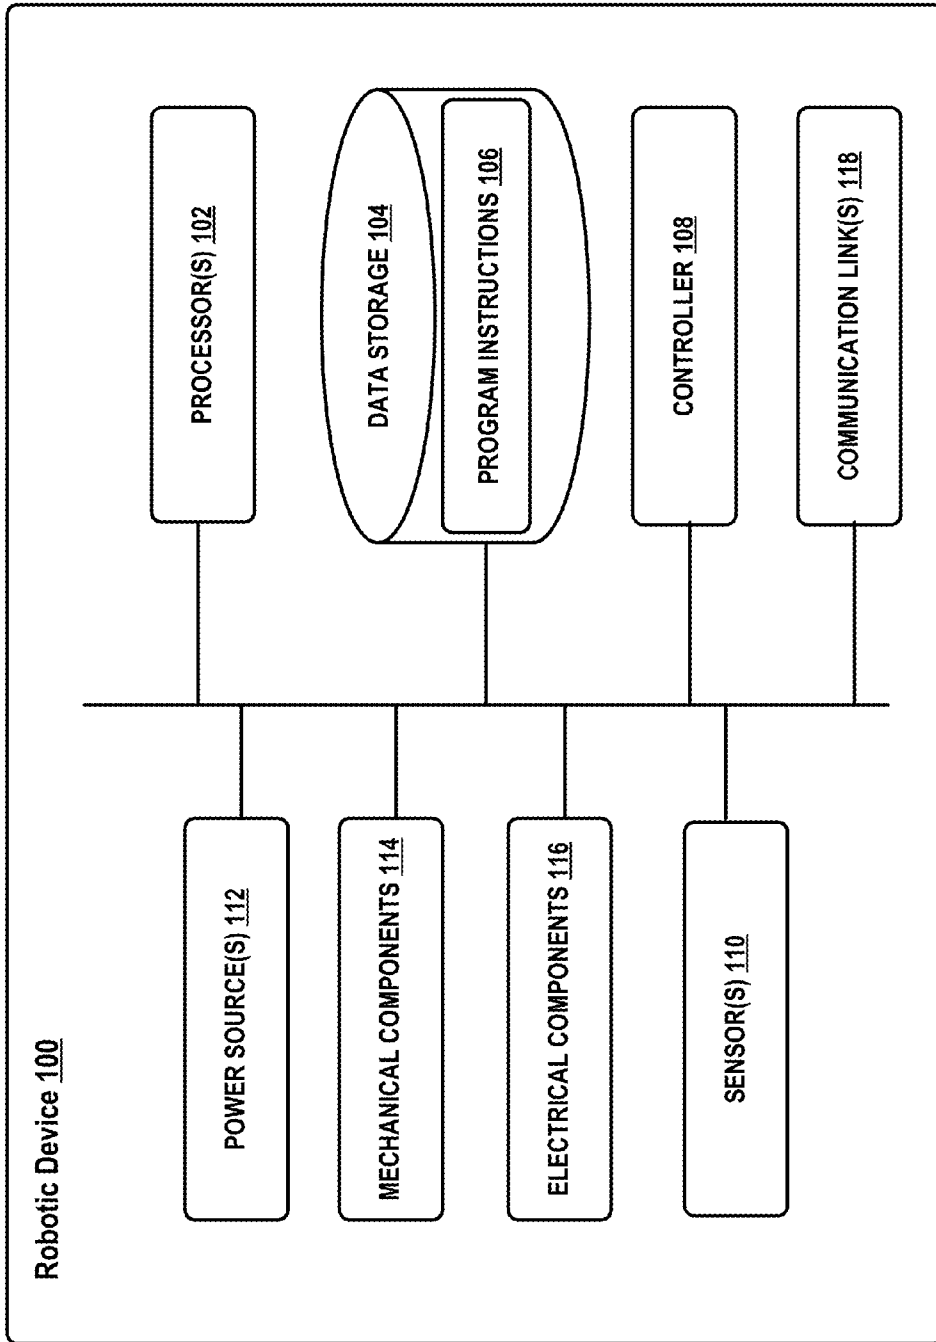 Robotic Device 100
POWER SOURCE(S) 112
MECHANICAL COMPONENTS 114
ELECTRICAL COMPONENTS 116
SENSOR(S) 110
PROCESSOR(S) 102
DATA STORAGE 104
PROGRAM INSTRUCTIONS 106
CONTROLLER 108
COMMUNICATION LINK(S) 118